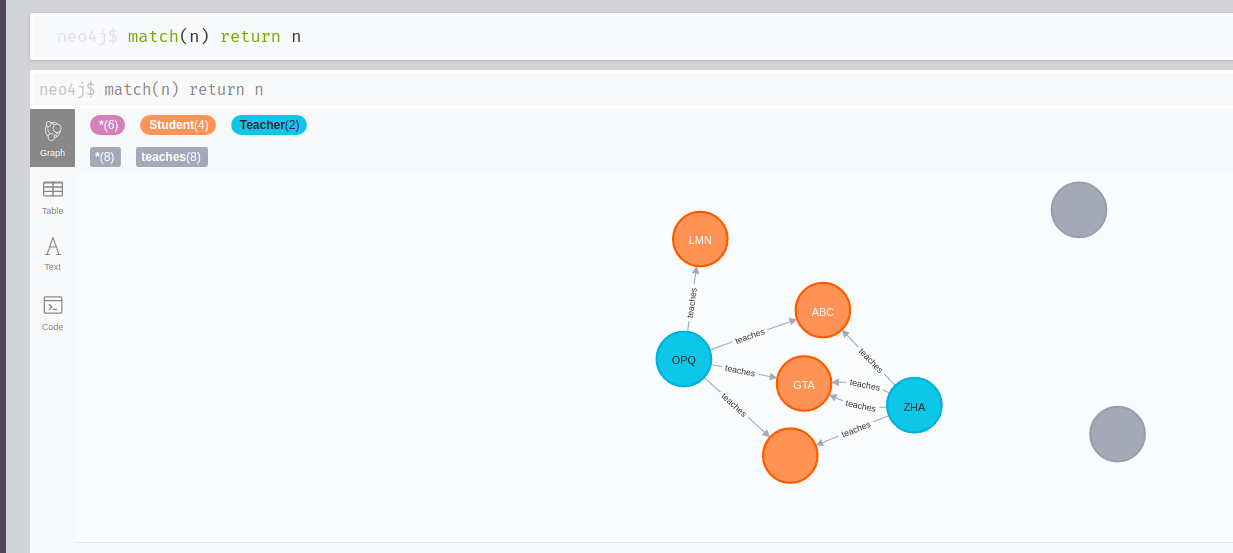 neo4j$ match(n) return n
neo4j$ match(n) return n
*(6) Student(4) Teacher(2)
*(8) teaches(8)
Graph
Table
Text
Code
LMN
teaches
ABC
teaches
OPQ
teaches
teaches
GTA
teaches
teaches
ZHA
teaches
teaches